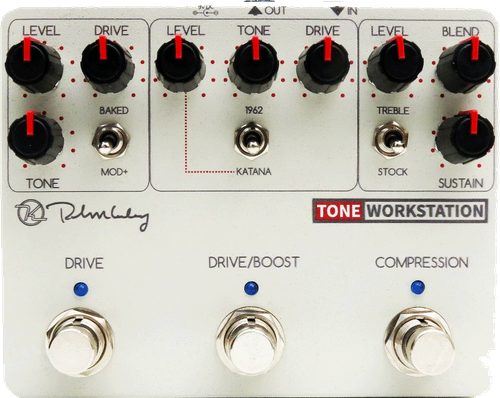 OUT IN
LEVEL DRIVE LEVEL TONE DRIVE LEVEL BLEND
BAKED 1962 TREBLE
MOD+ KATANA STOCK
TONE SUSTAIN
TONE WORKSTATION
DRIVE DRIVE/BOOST COMPRESSION